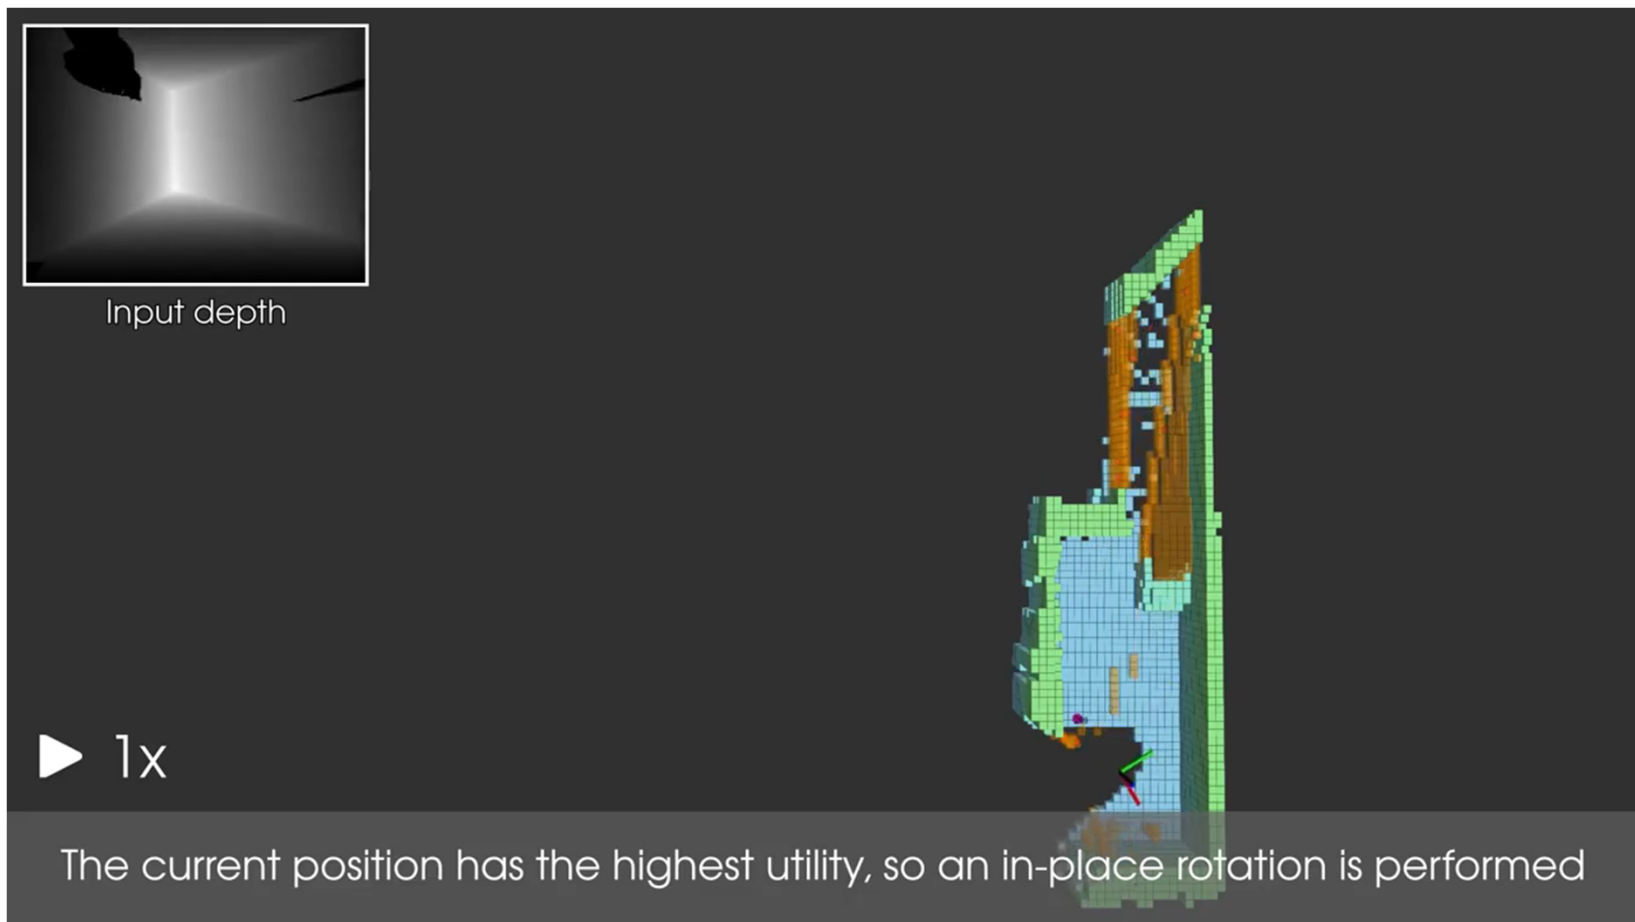 Input depth
1x
The current position has the highest utility, so an in-place rotation is performed